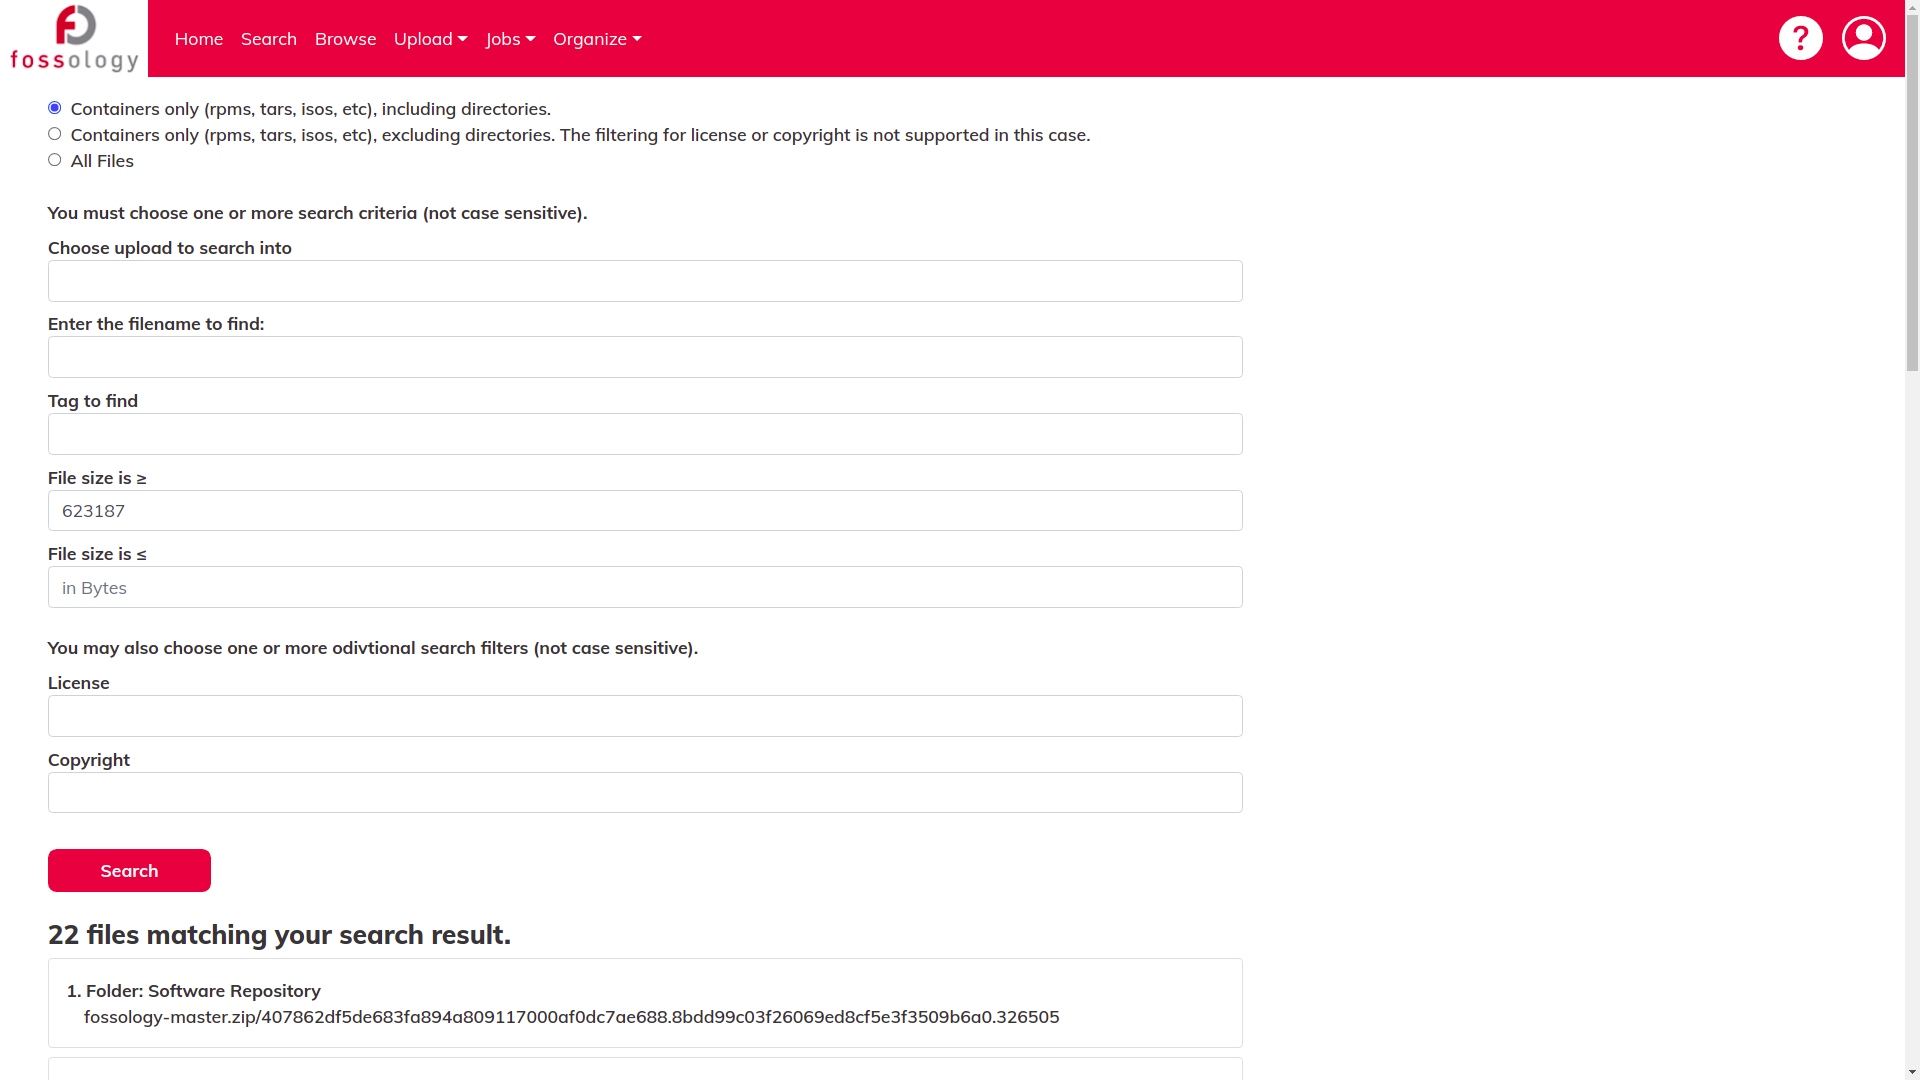 fossology
Home Search Browse Upload Jobs Organize
?
Containers only (rpms, tars, isos, etc), including directories.
Containers only (rpms, tars, isos, etc), excluding directories. The filtering for license or copyright is not supported in this case.
All Files
You must choose one or more search criteria (not case sensitive).
Choose upload to search into
Enter the filename to find:
Tag to find
File size is ≥
623187
File size is ≤
in Bytes
You may also choose one or more odivtional search filters (not case sensitive).
License
Copyright
Search
22 files matching your search result.
1. Folder: Software Repository
fossology-master.zip/407862df5de683fa894a809117000af0dc7ae688.8bdd99c03f26069ed8cf5e3f3509b6a0.326505